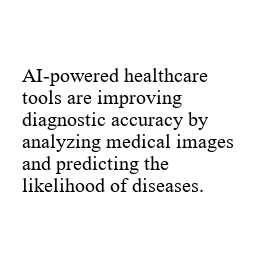 AI-powered healthcare
tools are improving
diagnostic accuracy by
analyzing medical images
and predicting the
likelihood of diseases.